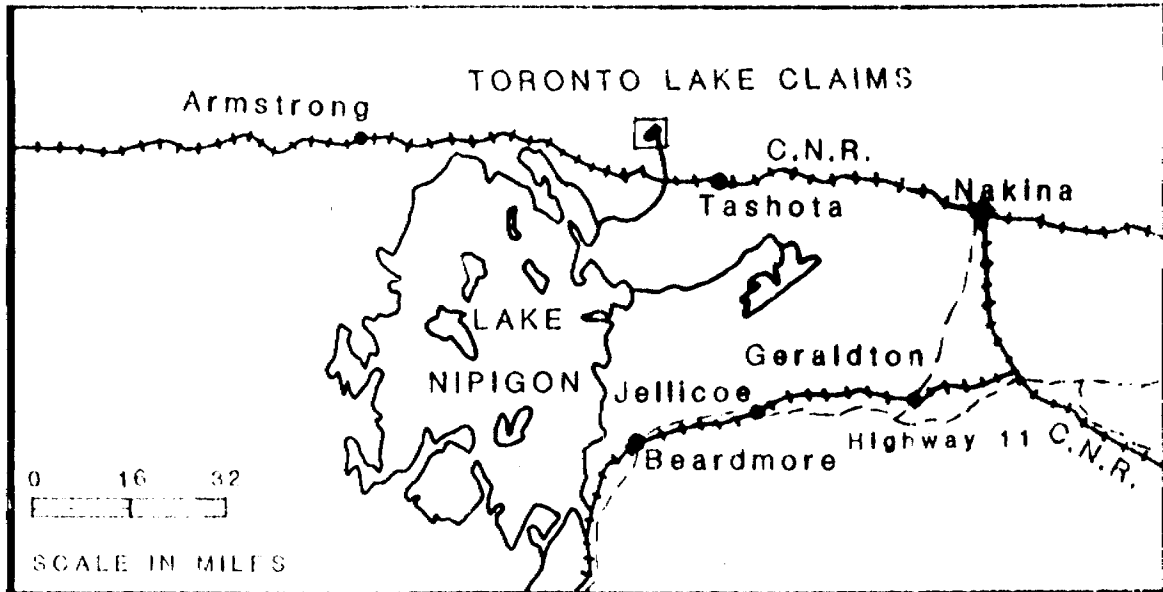 TORONTO LAKE CLAIMS
Armstrong
C.N.R.
Nakina
Tashota
LAKE
NIPIGON
Geraldton
Jellicoe
Highway 11
C.N.R.
Beardmore
0 16 32
SCALE IN MILES